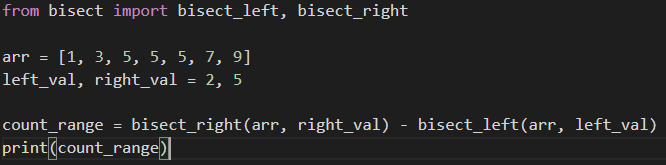 from bisect import bisect_left, bisect_right
arr = [1, 3, 5, 5, 5, 7, 9]
left_val, right_val = 2, 5
count_range = bisect_right(arr, right_val) - bisect_left(arr, left_val)
print(count_range)